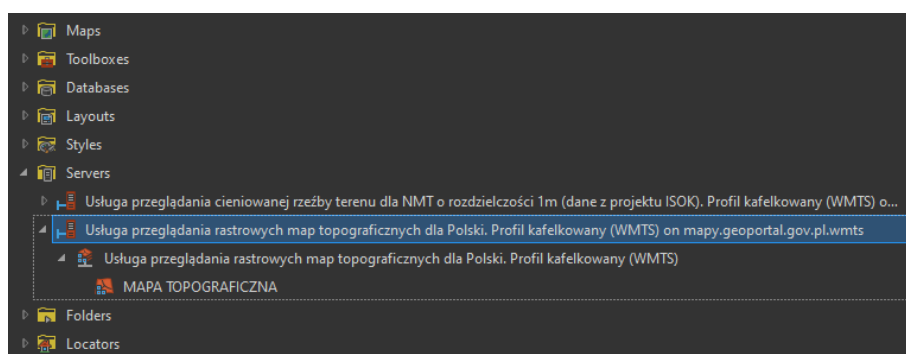 Maps
Toolboxes
Databases
Layouts
Styles
Servers
Usługa przeglądania cieniowanej rzeźby terenu dla NMT o rozdzielczości 1m (dane z projektu ISOK). Profil kafelkowany (WMTS) o...
Usługa przeglądania rastrowych map topograficznych dla Polski. Profil kafelkowany (WMTS) on mapy.geoportal.gov.pl.wmts
Usługa przeglądania rastrowych map topograficznych dla Polski. Profil kafelkowany (WMTS)
MAPA TOPOGRAFICZNA
Folders
Locators